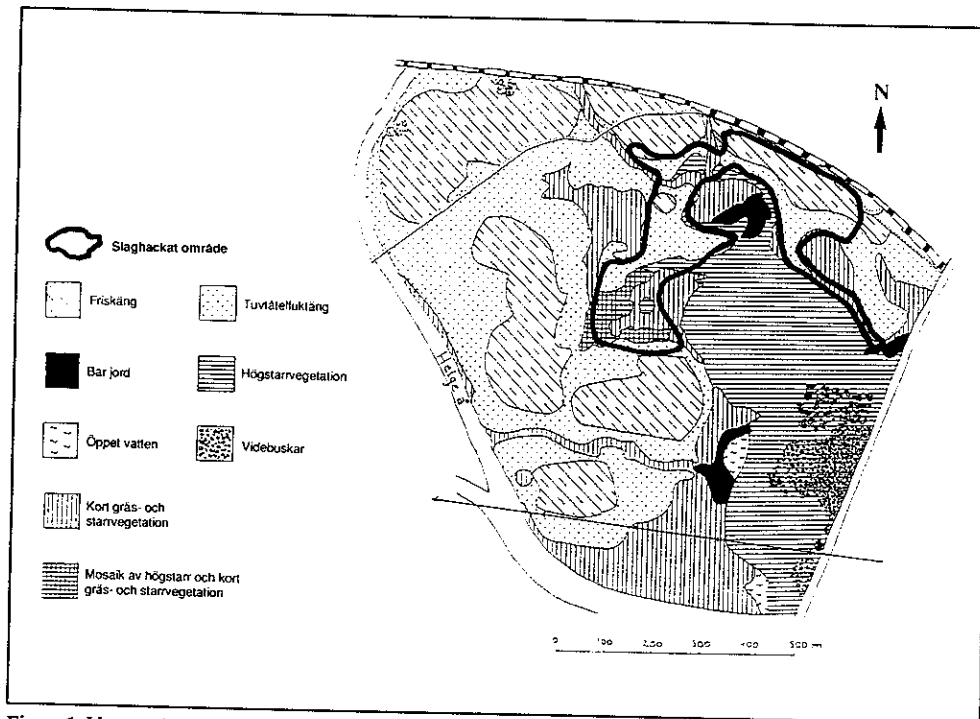 N
Slaghackat område
Friskäng
Tuvtåtelfuktäng
Bar jord
Högstarrvegetation
Öppet vatten
Videbuskar
Kort gräs- och
starrvegetation
Mosaik av högstarr och kort
gräs- och starrvegetation
Helge å
0 100 200 300 400 500 m